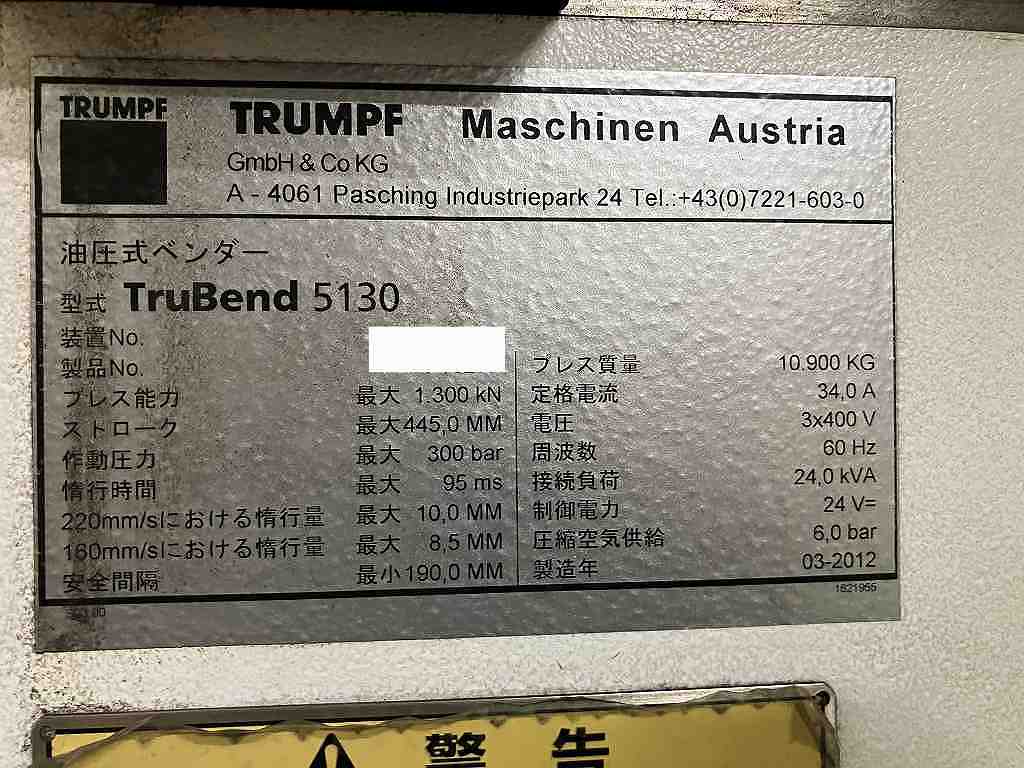 TRUMPF
TRUMPF Maschinen Austria
GmbH & Co KG
A - 4061 Pasching Industriepark 24 Tel.:+43(0)7221-603-0
油圧式ベンダー
型式 TruBend 5130
装置No.
製品No.
プレス能力 最大 1.300 kN
ストローク 最大445,0 MM
作動圧力 最大 300 bar
惰行時間 最大 95 ms
220mm/sにおける惰行量 最大 10,0 MM
180mm/sにおける惰行量 最大 8,5 MM
安全間隔 最小190,0 MM
プレス質量 10.900 KG
定格電流 34,0 A
電圧 3x400 V
周波数 60 Hz
接続負荷 24,0 kVA
制御電力 24 V=
圧縮空気供給 6,0 bar
製造年 03-2012
1621955
警告